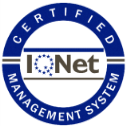 CERTIFIED
IQNet
MANAGEMENT SYSTEM